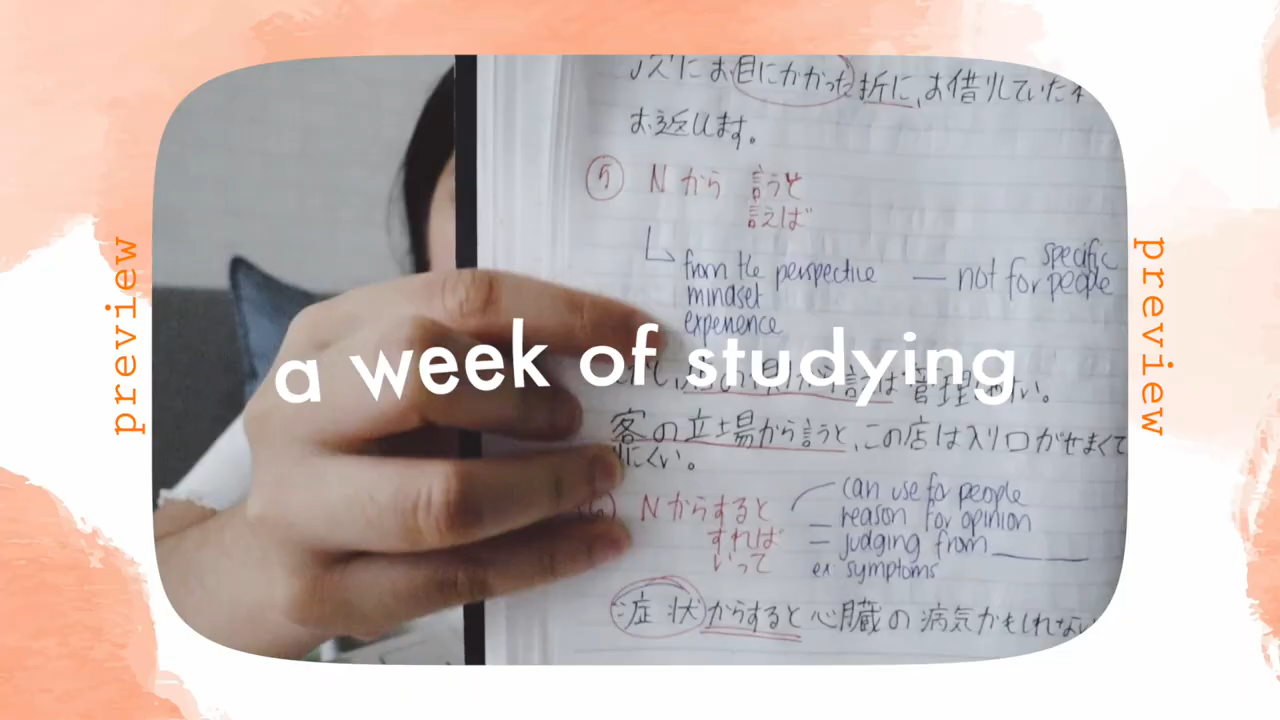 preview
preview
a week of studying
にお目にかかった折に、お借りしていた
お返します。
⑤ Nから 言うと
言えば
from the perspective — not for specific people
mindset
experience
管理
客の立場から言うと、この店は入り口がせまくて
にくい。
Nからすると
すれば
いって
can use for people
– reason for opinion
– judging from
ex: symptoms
症状からすると心臓の病気かもしれない